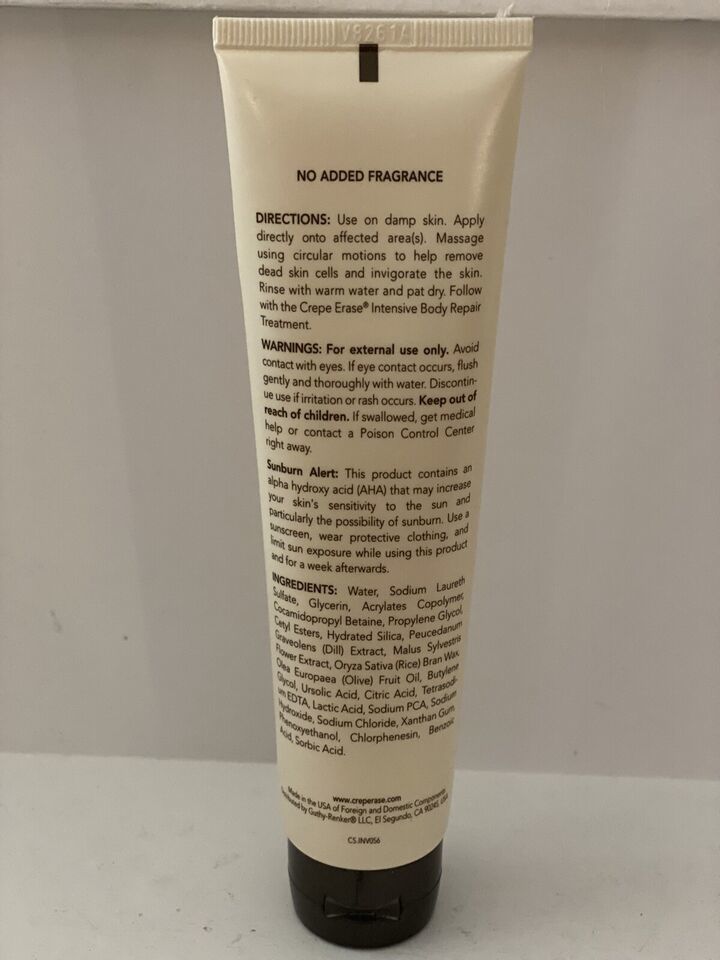 V8261A
NO ADDED FRAGRANCE
DIRECTIONS: Use on damp skin. Apply
directly onto affected area(s). Massage
using circular motions to help remove
dead skin cells and invigorate the skin.
Rinse with warm water and pat dry. Follow
with the Crepe Erase® Intensive Body Repair
Treatment.
WARNINGS: For external use only. Avoid
contact with eyes. If eye contact occurs, flush
gently and thoroughly with water. Discontin-
ue use if irritation or rash occurs. Keep out of
reach of children. If swallowed, get medical
help or contact a Poison Control Center
right away.
Sunburn Alert: This product contains an
alpha hydroxy acid (AHA) that may increase
your skin's sensitivity to the sun and
particularly the possibility of sunburn. Use a
sunscreen, wear protective clothing, and
limit sun exposure while using this product
and for a week afterwards.
INGREDIENTS: Water, Sodium Laureth
Sulfate, Glycerin, Acrylates Copolymer,
Cocamidopropyl Betaine, Propylene Glycol,
Cetyl Esters, Hydrated Silica, Peucedanum
Graveolens (Dill) Extract, Malus Sylvestris
Flower Extract, Oryza Sativa (Rice) Bran Wax,
Olea Europaea (Olive) Fruit Oil, Butylene
Glycol, Ursolic Acid, Citric Acid, Tetrasodi-
um EDTA, Lactic Acid, Sodium PCA, Sodium
Hydroxide, Sodium Chloride, Xanthan Gum,
Phenoxyethanol, Chlorphenesin, Benzoic
Acid, Sorbic Acid.
www.creperase.com
Made in the USA of Foreign and Domestic Components
Distributed by Guthy-Renker® LLC, El Segundo, CA 90245, USA
CS.INV056